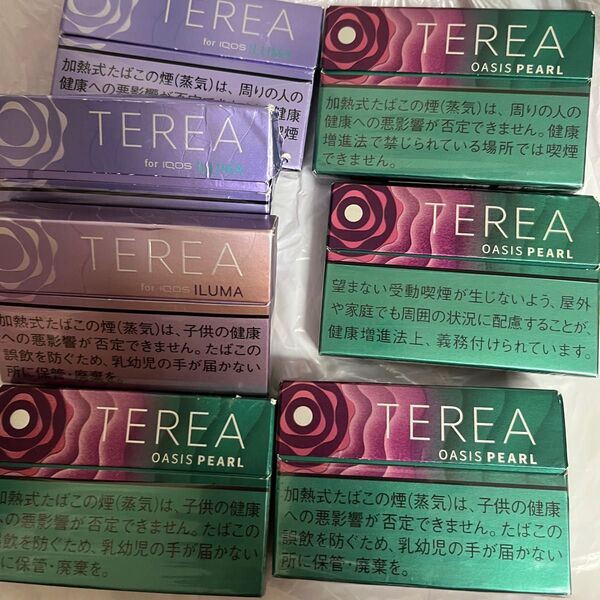 TEREA
for IQOS ILUMA
加熱式たばこの煙(蒸気)は、周りの人の
健康への悪影響が否定できません。健康
喫煙
TEREA
for IQOS ILUMA
TEREA
for IQOS ILUMA
加熱式たばこの煙(蒸気)は、子供の健康
への悪影響が否定できません。たばこの
誤飲を防ぐため、乳幼児の手が届かない
所に保管・廃棄を。
TEREA
OASIS PEARL
加熱式たばこの煙(蒸気)は、子供の健康
への悪影響が否定できません。たばこの
誤飲を防ぐため、乳幼児の手が届かない
所に保管・廃棄を。
TEREA
OASIS PEARL
加熱式たばこの煙(蒸気)は、周りの人の
健康への悪影響が否定できません。健康
増進法で禁じられている場所では喫煙
できません。
TEREA
OASIS PEARL
望まない受動喫煙が生じないよう、屋外
や家庭でも周囲の状況に配慮することが、
健康増進法上、義務付けられています。
TEREA
OASIS PEARL
加熱式たばこの煙(蒸気)は、子供の健康
への悪影響が否定できません。たばこの
誤飲を防ぐため、乳幼児の手が届かない
所に保管・廃棄を。